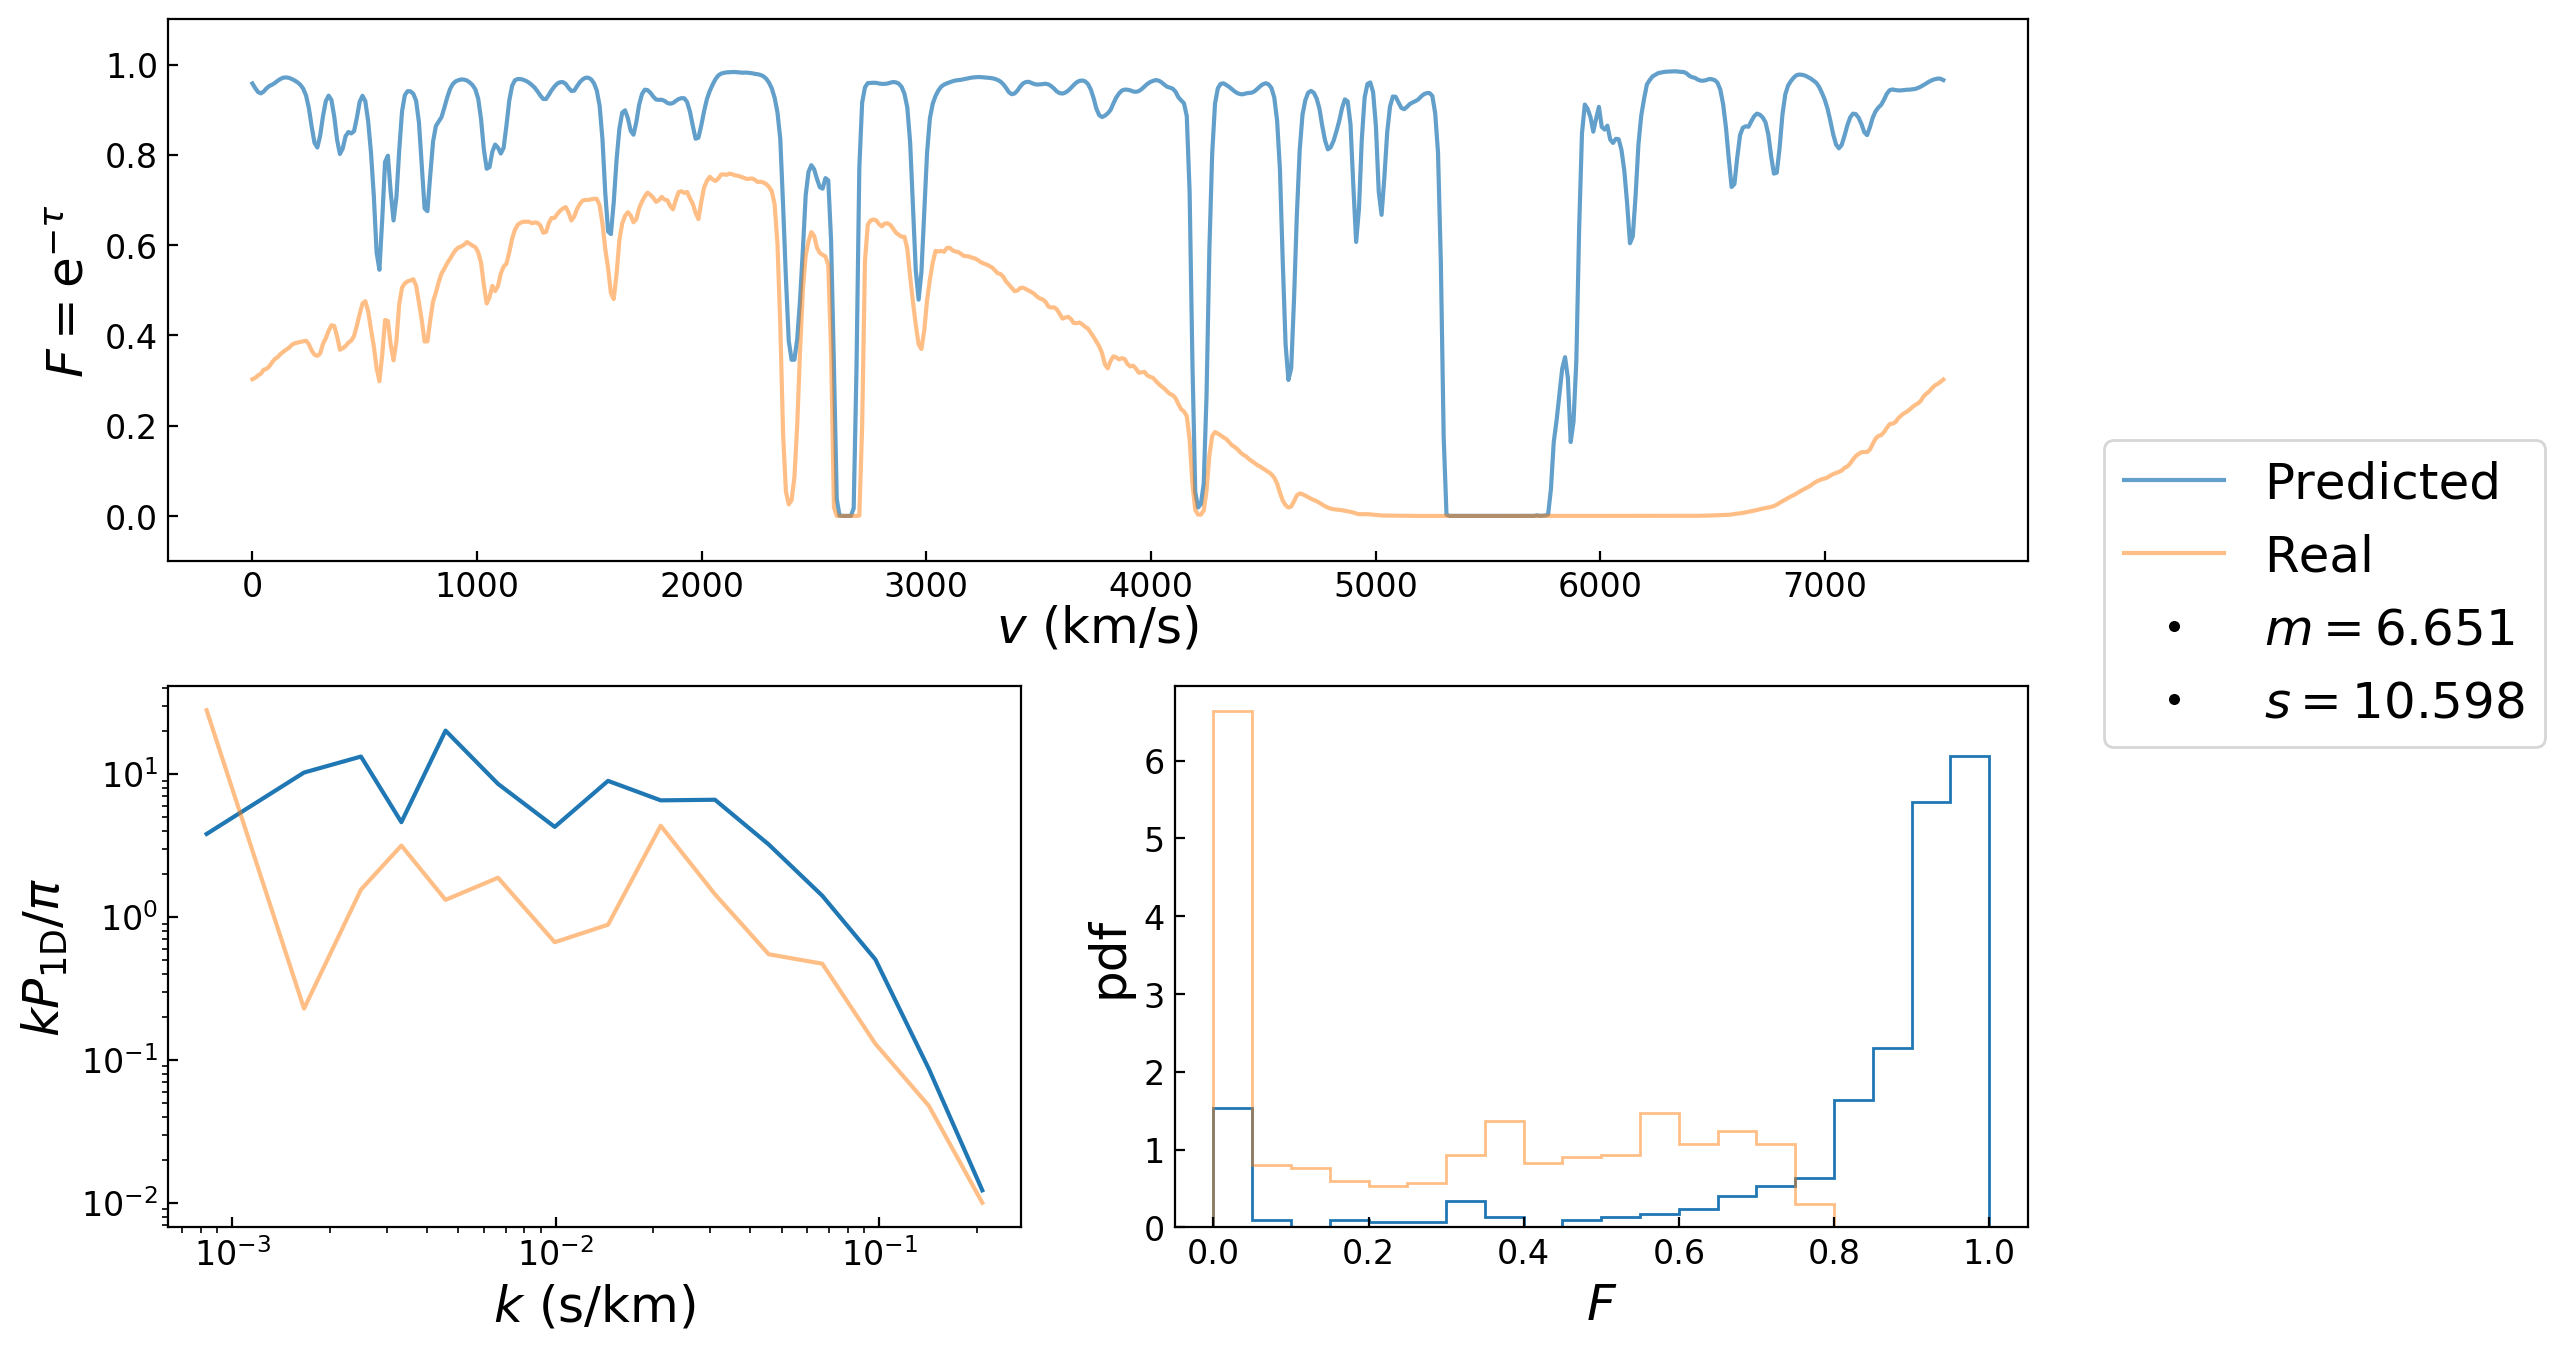 F = e^{−τ}
1.0
0.8
0.6
0.4
0.2
0.0
0 1000 2000 3000 4000 5000 6000 7000
v (km/s)
Predicted
Real
m = 6.651
s = 10.598
kP_{1D}/π
10^1
10^0
10^{−1}
10^{−2}
10^{−3} 10^{−2} 10^{−1}
k (s/km)
pdf
6
5
4
3
2
1
0
0.0 0.2 0.4 0.6 0.8 1.0
F